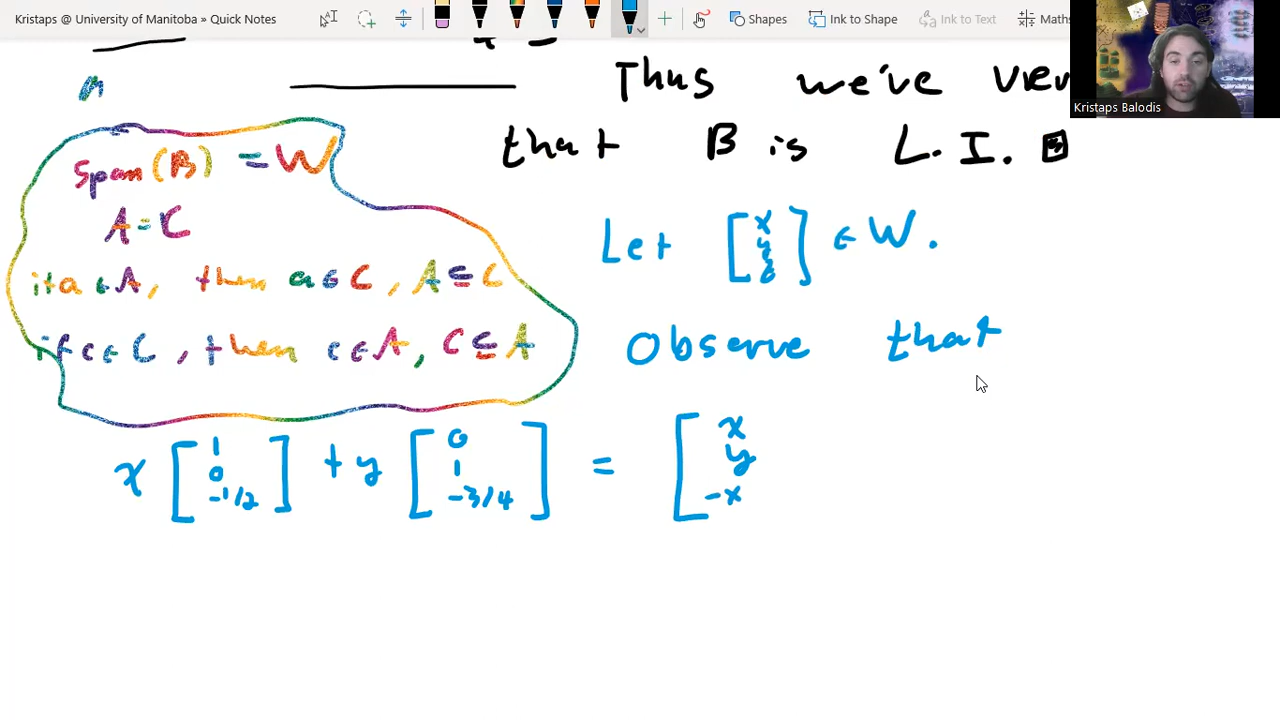 Kristaps @ University of Manitoba » Quick Notes
Shapes
Ink to Shape
Ink to Text
Maths
Kristaps Balodis
n
Thus we've ver
that B is L.I.
Span(B) = W
A = C
if a ∈ A, then a ∈ C, A ⊆ C
if c ∈ C, then c ∈ A, C ⊆ A
Let [x y z] ∈ W.
Observe that
x [1 0 -1/2] + y [0 1 -3/4] = [x y -x